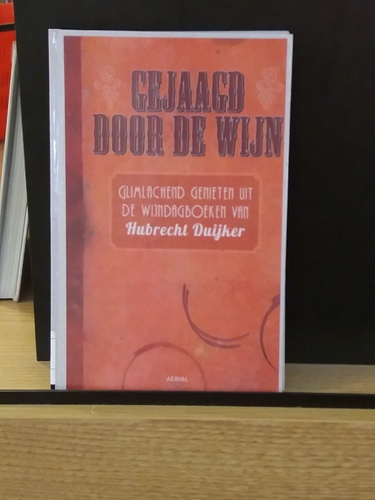 GEJAAGD
DOOR DE WIJN
GLIMLACHEND GENIETEN UIT
DE WIJNDAGBOEKEN VAN
Hubrecht Duijker
AERIAL